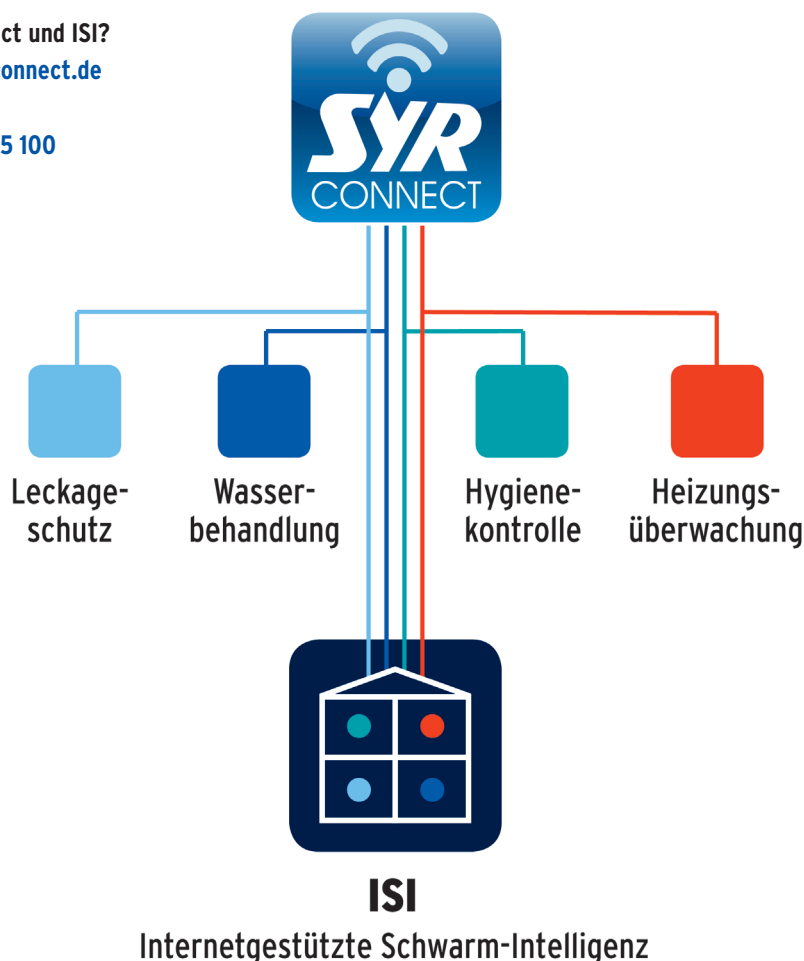 ct und ISI?
onnect.de
5 100
SYR
CONNECT
Leckage-
schutz
Wasser-
behandlung
Hygiene-
kontrolle
Heizungs-
überwachung
ISI
Internetgestützte Schwarm-Intelligenz